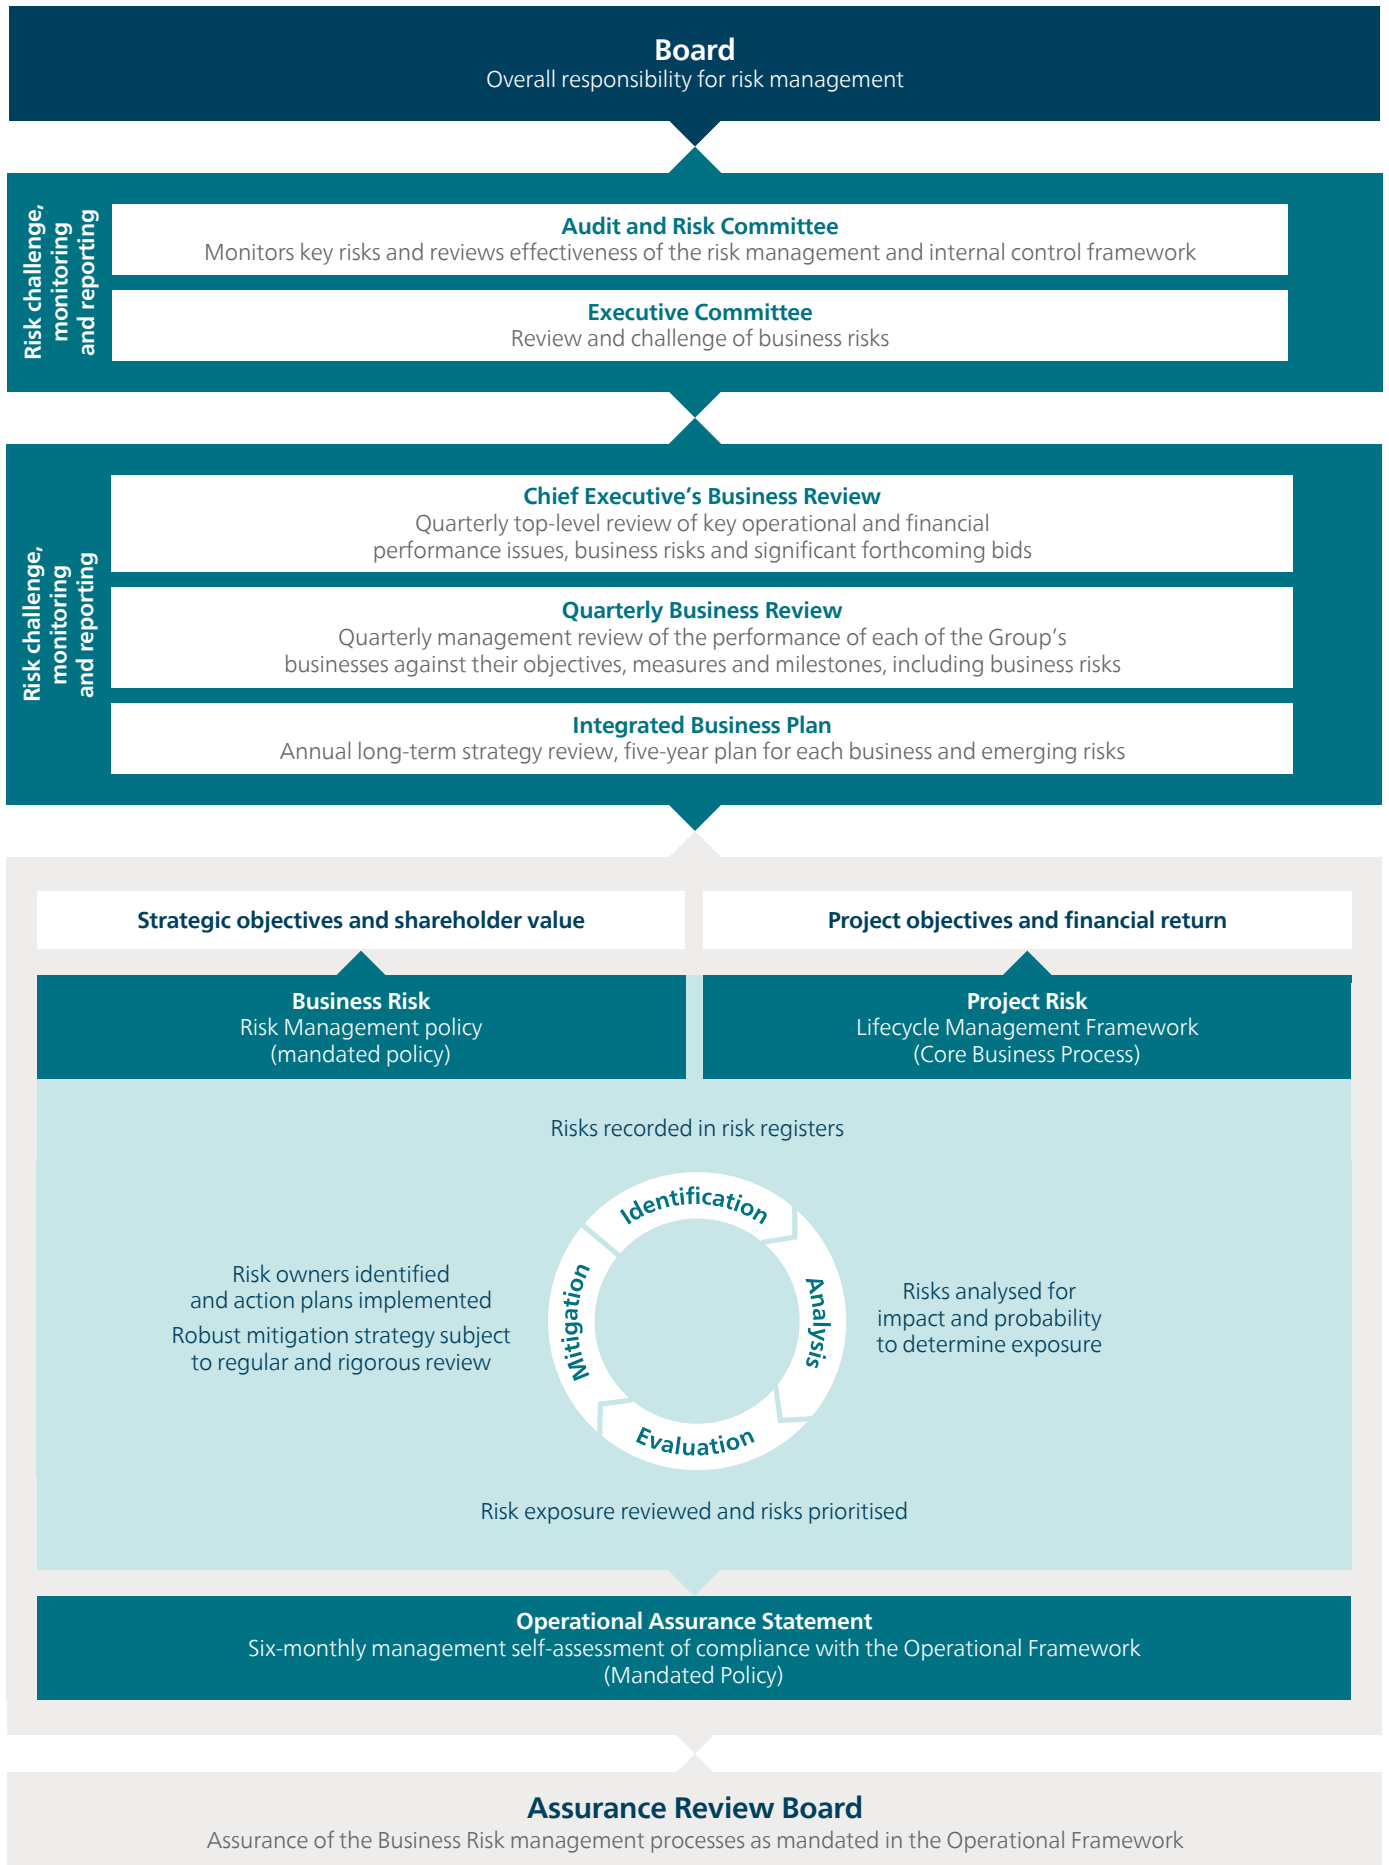 Board
Overall responsibility for risk management
Risk challenge,
monitoring
and reporting
Audit and Risk Committee
Monitors key risks and reviews effectiveness of the risk management and internal control framework
Executive Committee
Review and challenge of business risks
Risk challenge,
monitoring
and reporting
Chief Executive’s Business Review
Quarterly top-level review of key operational and financial
performance issues, business risks and significant forthcoming bids
Quarterly Business Review
Quarterly management review of the performance of each of the Group’s
businesses against their objectives, measures and milestones, including business risks
Integrated Business Plan
Annual long-term strategy review, five-year plan for each business and emerging risks
Strategic objectives and shareholder value
Project objectives and financial return
Business Risk
Risk Management policy
(mandated policy)
Project Risk
Lifecycle Management Framework
(Core Business Process)
Risks recorded in risk registers
Identification
Analysis
Risks analysed for
impact and probability
to determine exposure
Evaluation
Risk exposure reviewed and risks prioritised
Mitigation
Risk owners identified
and action plans implemented
Robust mitigation strategy subject
to regular and rigorous review
Operational Assurance Statement
Six-monthly management self-assessment of compliance with the Operational Framework
(Mandated Policy)
Assurance Review Board
Assurance of the Business Risk management processes as mandated in the Operational Framework